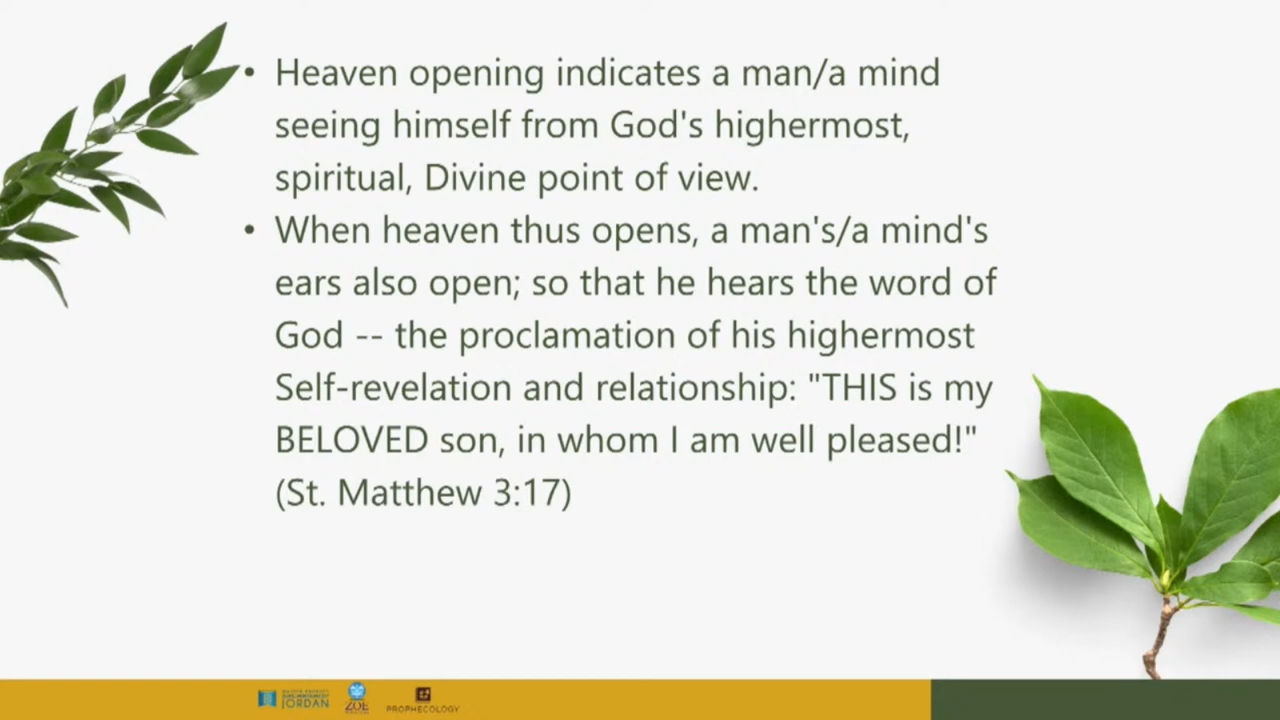 • Heaven opening indicates a man/a mind
seeing himself from God's highermost,
spiritual, Divine point of view.
• When heaven thus opens, a man's/a mind's
ears also open; so that he hears the word of
God -- the proclamation of his highermost
Self-revelation and relationship: "THIS is my
BELOVED son, in whom I am well pleased!"
(St. Matthew 3:17)
JORDAN
ZOE
PROPHECOLOGY